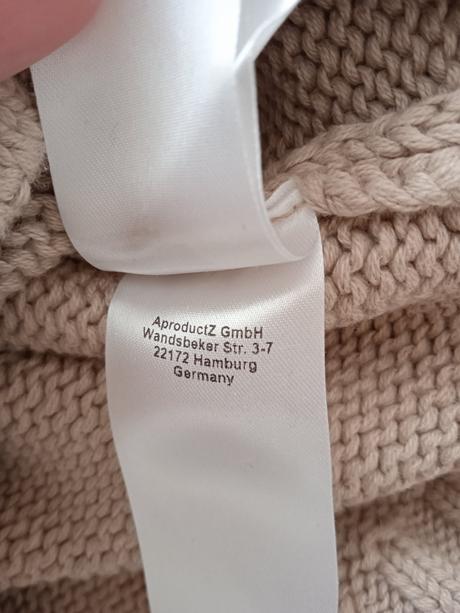 AproductZ GmbH
Wandsbeker Str. 3-7
22172 Hamburg
Germany